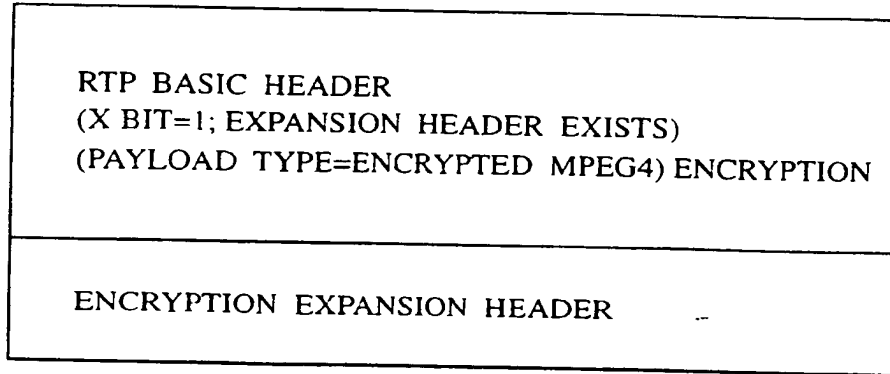 RTP BASIC HEADER
(X BIT=1; EXPANSION HEADER EXISTS)
(PAYLOAD TYPE=ENCRYPTED MPEG4) ENCRYPTION
ENCRYPTION EXPANSION HEADER